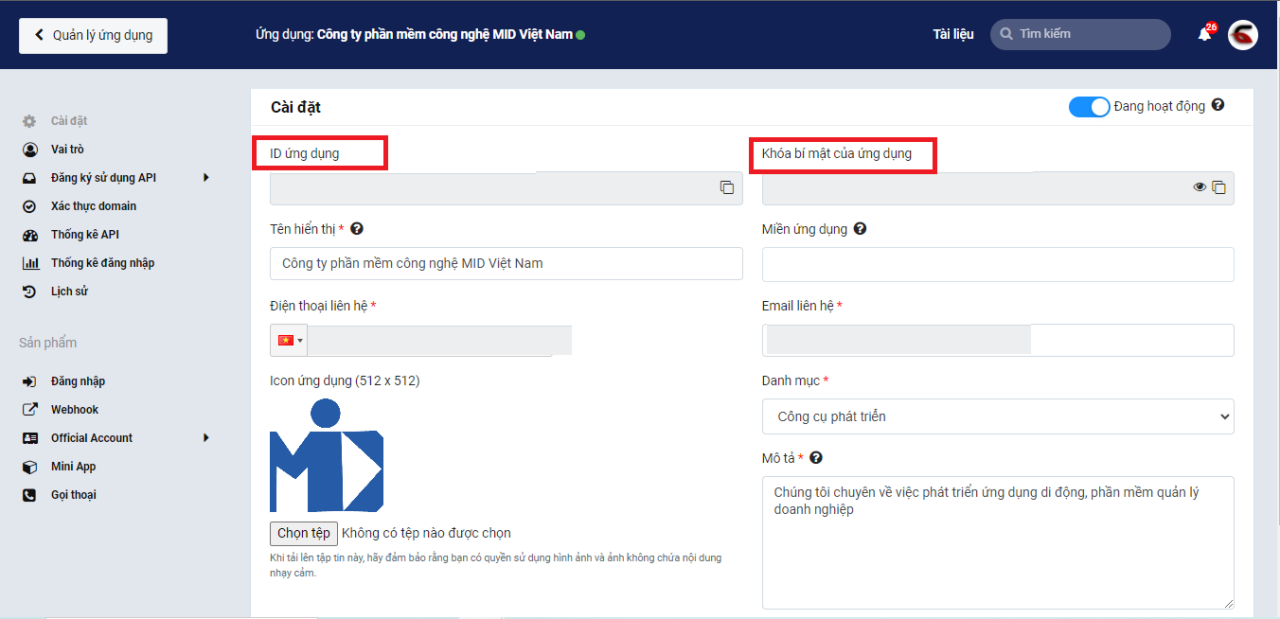 Quản lý ứng dụng
Ứng dụng: Công ty phần mềm công nghệ MID Việt Nam
Tài liệu
Tìm kiếm
26
Cài đặt
Vai trò
Đăng ký sử dụng API
Xác thực domain
Thống kê API
Thống kê đăng nhập
Lịch sử
Sản phẩm
Đăng nhập
Webhook
Official Account
Mini App
Gọi thoại
Cài đặt
Đang hoạt động
ID ứng dụng
Khóa bí mật của ứng dụng
Tên hiển thị *
Miền ứng dụng
Công ty phần mềm công nghệ MID Việt Nam
Điện thoại liên hệ *
Email liên hệ *
Icon ứng dụng (512 x 512)
Danh mục *
MID
Công cụ phát triển
Mô tả *
Chúng tôi chuyên về việc phát triển ứng dụng di động, phần mềm quản lý
doanh nghiệp
Chọn tệp Không có tệp nào được chọn
Khi tải lên tập tin này, hãy đảm bảo rằng bạn có quyền sử dụng hình ảnh và ảnh không chứa nội dung
nhạy cảm.